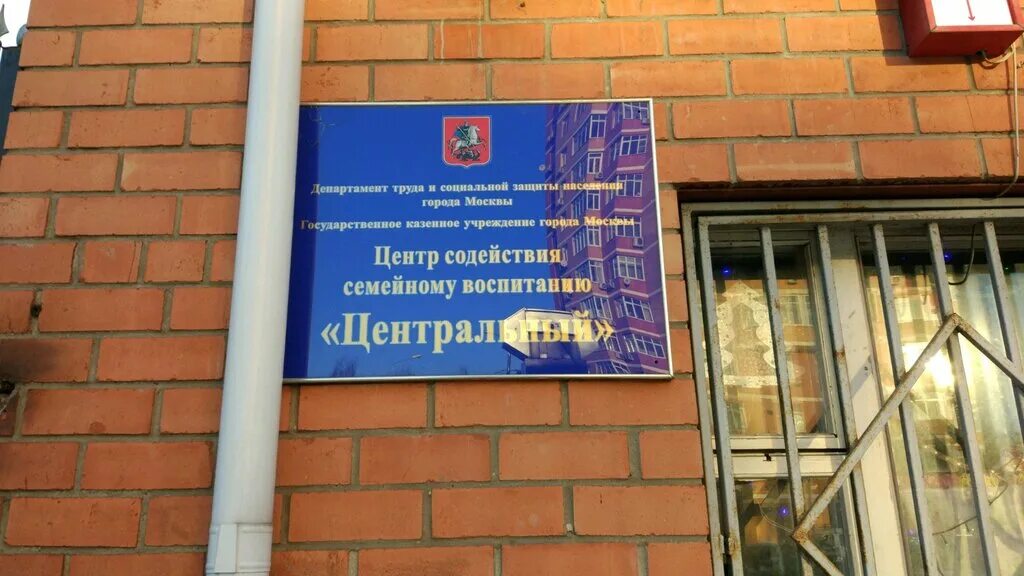 Департамент труда и социальной защиты населения
города Москвы
Государственное казенное учреждение города Москвы
Центр содействия
семейному воспитанию
«Центральный»